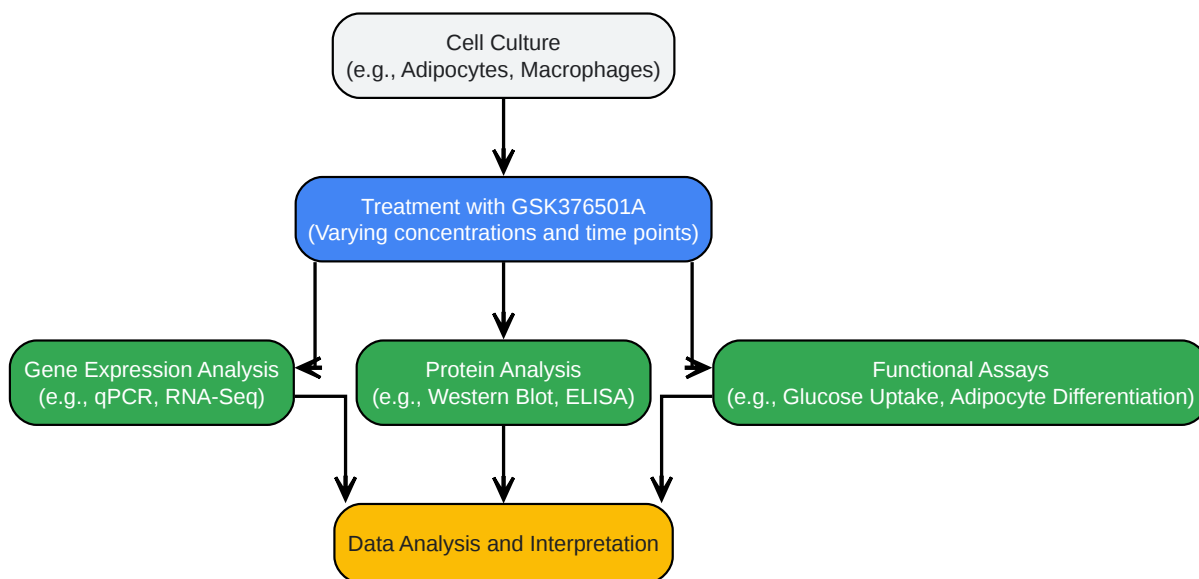 Cell Culture
(e.g., Adipocytes, Macrophages)
Treatment with GSK376501A
(Varying concentrations and time points)
Gene Expression Analysis
(e.g., qPCR, RNA-Seq)
Protein Analysis
(e.g., Western Blot, ELISA)
Functional Assays
(e.g., Glucose Uptake, Adipocyte Differentiation)
Data Analysis and Interpretation